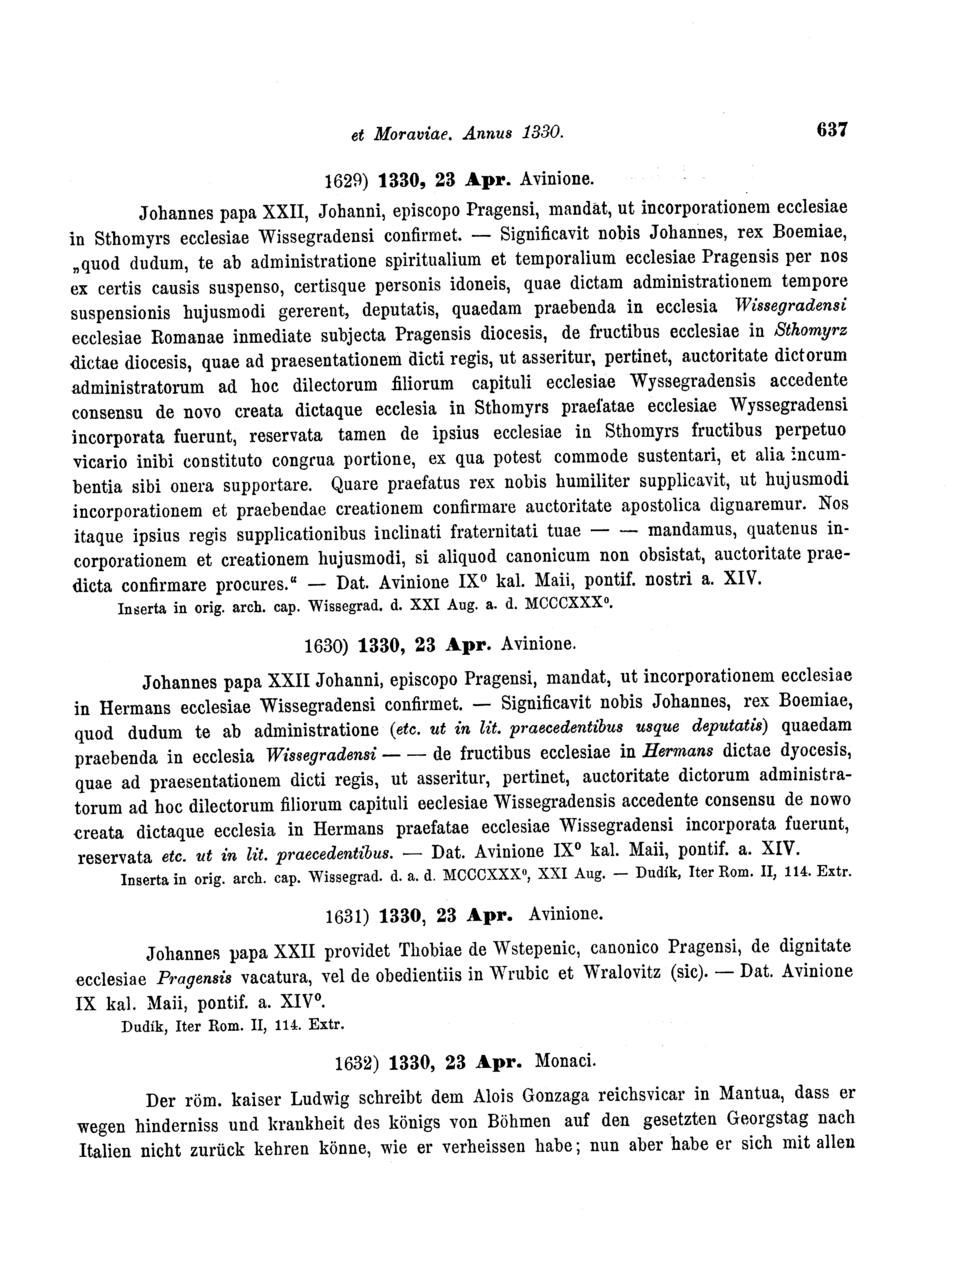 et Moraviae. Annus 1330. 637
1629) 1330, 23 Apr. Avinione.
Johannes papa XXII, Johanni, episcopo Pragensi, mandat, ut incorporationem ecclesiae
in Sthomyrs ecclesiae Wissegradensi confirmet. — Significavit nobis Johannes, rex Boemiae,
„quod dudum, te ab administratione spiritualium et temporalium ecclesiae Pragensis per nos
ex certis causis suspenso, certisque personis idoneis, quae dictam administrationem tempore
suspensionis hujusmodi gererent, deputatis, quaedam praebenda in ecclesia Wissegradensi
ecclesiae Romanae inmediate subjecta Pragensis diocesis, de fructibus ecclesiae in Sthomyrz
dictae diocesis, quae ad praesentationem dicti regis, ut asseritur, pertinet, auctoritate dictorum
administratorum ad hoc dilectorum filiorum capituli ecclesiae Wyssegradensis accedente
consensu de novo creata dictaque ecclesia in Sthomyrs praefatae ecclesiae Wyssegradensi
incorporata fuerunt, reservata tamen de ipsius ecclesiae in Sthomyrs fructibus perpetuo
vicario inibi constituto congrua portione, ex qua potest commode sustentari, et alia incum-
bentia sibi onera supportare. Quare praefatus rex nobis humiliter supplicavit, ut hujusmodi
incorporationem et praebendae creationem confirmare auctoritate apostolica dignaremur. Nos
itaque ipsius regis supplicationibus inclinati fraternitati tuae — — mandamus, quatenus in-
corporationem et creationem hujusmodi, si aliquod canonicum non obsistat, auctoritate prae-
dicta confirmare procures.“ — Dat. Avinione IX⁰ kal. Maii, pontif. nostri a. XIV.
Inserta in orig. arch. cap. Wissegrad. d. XXI Aug. a. d. MCCCXXX⁰.
1630) 1330, 23 Apr. Avinione.
Johannes papa XXII Johanni, episcopo Pragensi, mandat, ut incorporationem ecclesiae
in Hermans ecclesiae Wissegradensi confirmet. — Significavit nobis Johannes, rex Boemiae,
quod dudum te ab administratione (etc. ut in lit. praecedentibus usque deputatis) quaedam
praebenda in ecclesia Wissegradensi — — de fructibus ecclesiae in Hermans dictae dyocesis,
quae ad praesentationem dicti regis, ut asseritur, pertinet, auctoritate dictorum administra-
torum ad hoc dilectorum filiorum capituli eeclesiae Wissegradensis accedente consensu de nowo
creata dictaque ecclesia in Hermans praefatae ecclesiae Wissegradensi incorporata fuerunt,
reservata etc. ut in lit. praecedentibus. — Dat. Avinione IX⁰ kal. Maii, pontif. a. XIV.
Inserta in orig. arch. cap. Wissegrad. d. a. d. MCCCXXX⁰, XXI Aug. — Dudík, Iter Rom. II, 114. Extr.
1631) 1330, 23 Apr. Avinione.
Johannes papa XXII providet Thobiae de Wstepenic, canonico Pragensi, de dignitate
ecclesiae Pragensis vacatura, vel de obedientiis in Wrubic et Wralovitz (sic). — Dat. Avinione
IX kal. Maii, pontif. a. XIV⁰.
Dudík, Iter Rom. II, 114. Extr.
1632) 1330, 23 Apr. Monaci.
Der röm. kaiser Ludwig schreibt dem Alois Gonzaga reichsvicar in Mantua, dass er
wegen hinderniss und krankheit des königs von Böhmen auf den gesetzten Georgstag nach
Italien nicht zurück kehren könne, wie er verheissen habe; nun aber habe er sich mit allen